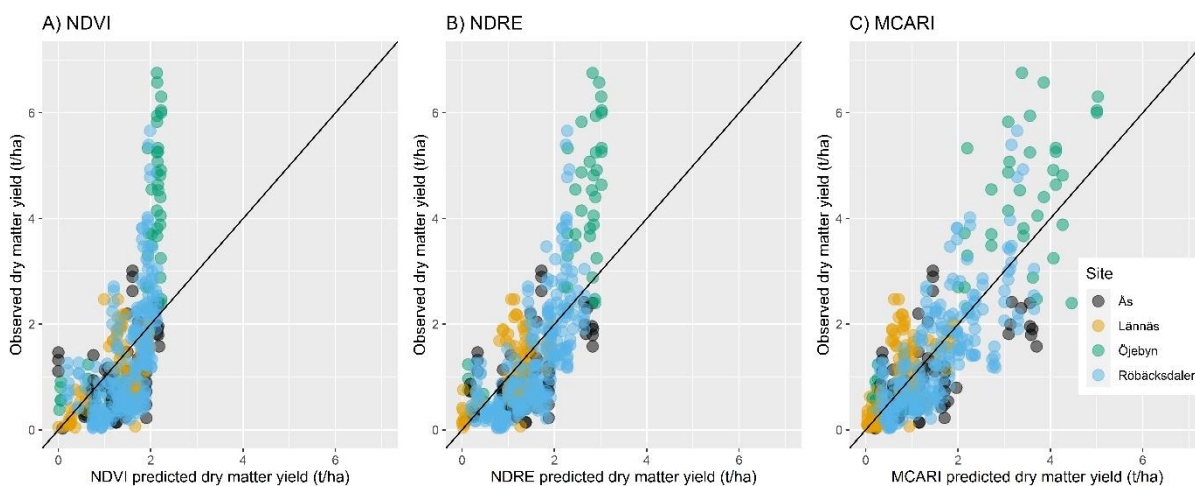 A) NDVI
B) NDRE
C) MCARI
Observed dry matter yield (t/ha)
6
4
2
0
0 2 4 6
NDVI predicted dry matter yield (t/ha)
Observed dry matter yield (t/ha)
6
4
2
0
0 2 4 6
NDRE predicted dry matter yield (t/ha)
Observed dry matter yield (t/ha)
6
4
2
0
0 2 4 6
MCARI predicted dry matter yield (t/ha)
Site
Ås
Lännäs
Öjebyn
Röbäcksdalen